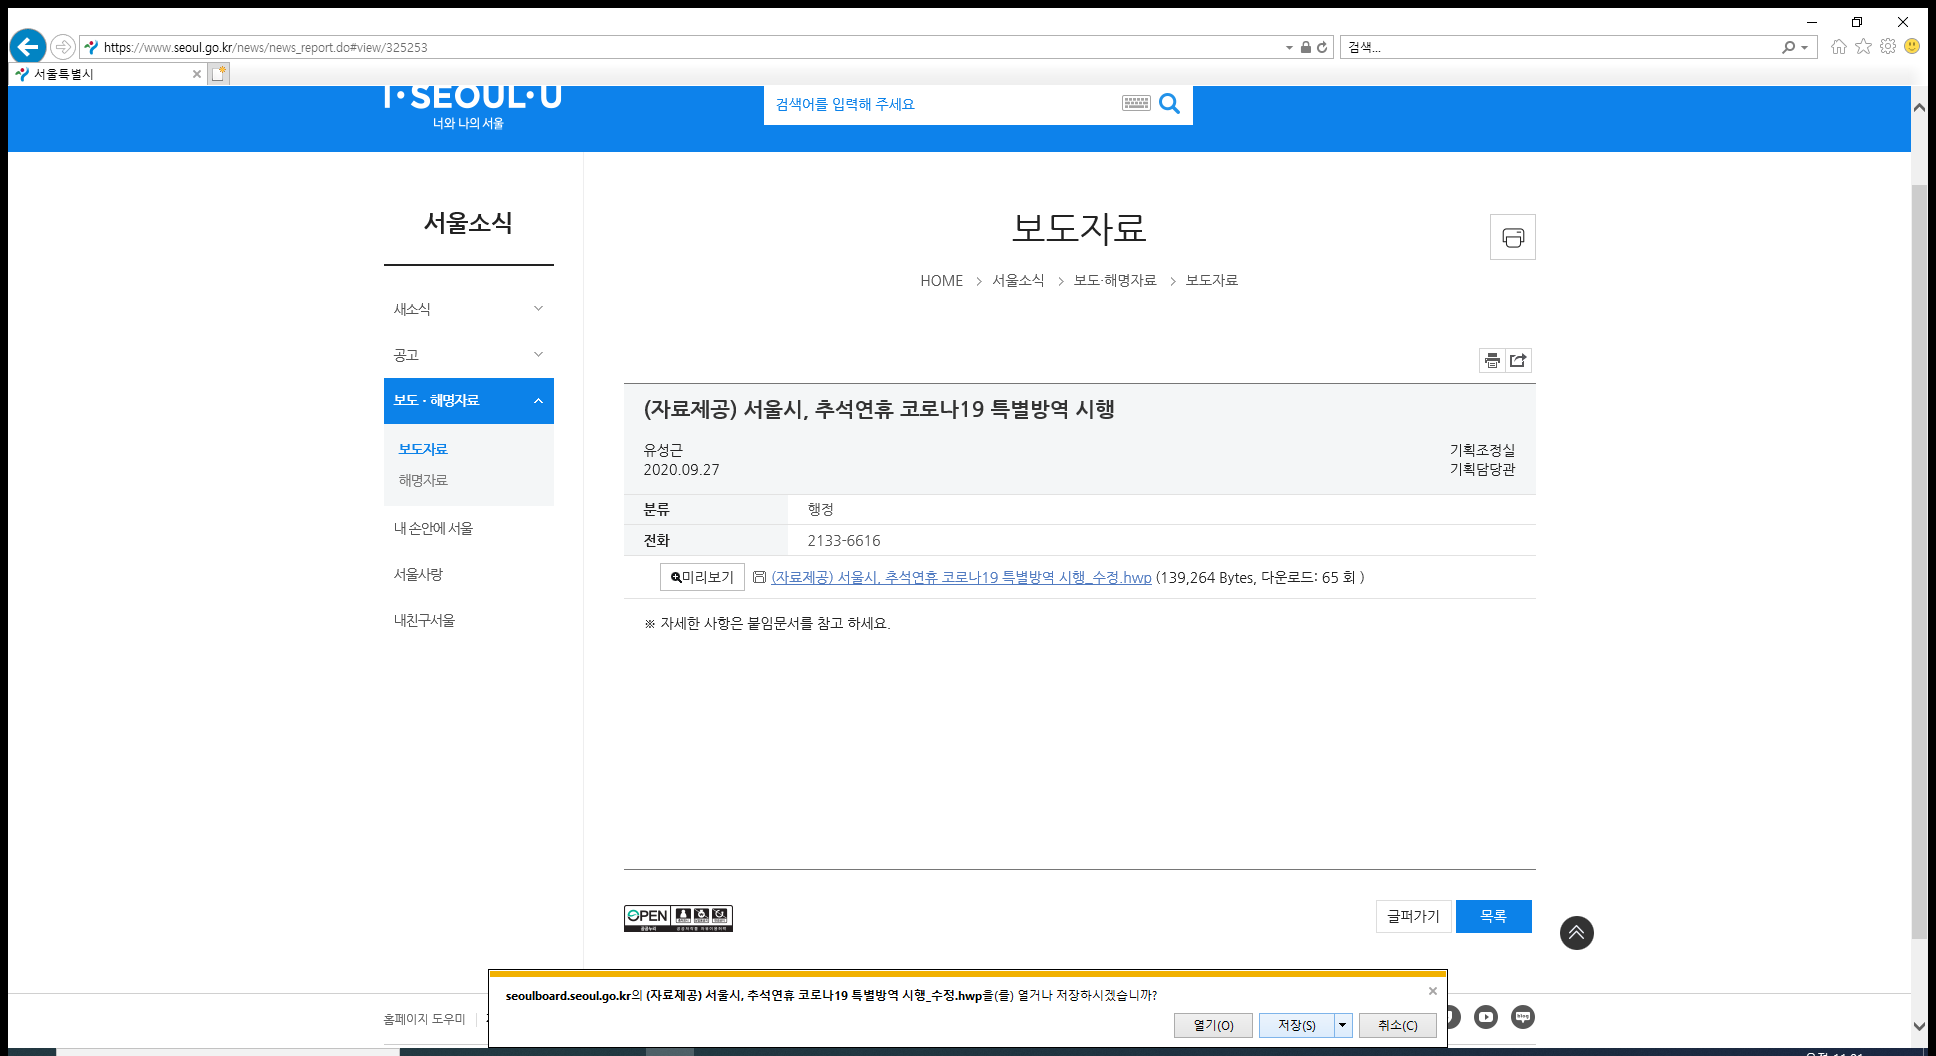 https://www.seoul.go.kr/news/news_report.do#view/325253
검색...
서울특별시
I·SEOUL·U
너와 나의 서울
검색어를 입력해 주세요
서울소식
새소식
공고
보도 · 해명자료
보도자료
해명자료
내 손안에 서울
서울사랑
내친구서울
보도자료
HOME > 서울소식 > 보도·해명자료 > 보도자료
(자료제공) 서울시, 추석연휴 코로나19 특별방역 시행
유성근
기획조정실
2020.09.27
기획담당관
분류 행정
전화 2133-6616
미리보기 (자료제공) 서울시, 추석연휴 코로나19 특별방역 시행_수정.hwp (139,264 Bytes, 다운로드: 65 회 )
※ 자세한 사항은 붙임문서를 참고 하세요.
OPEN
공공누리
글퍼가기 목록
seoulboard.seoul.go.kr의 (자료제공) 서울시, 추석연휴 코로나19 특별방역 시행_수정.hwp을(를) 열거나 저장하시겠습니까?
열기(O) 저장(S) 취소(C)
홈페이지 도우미
blog